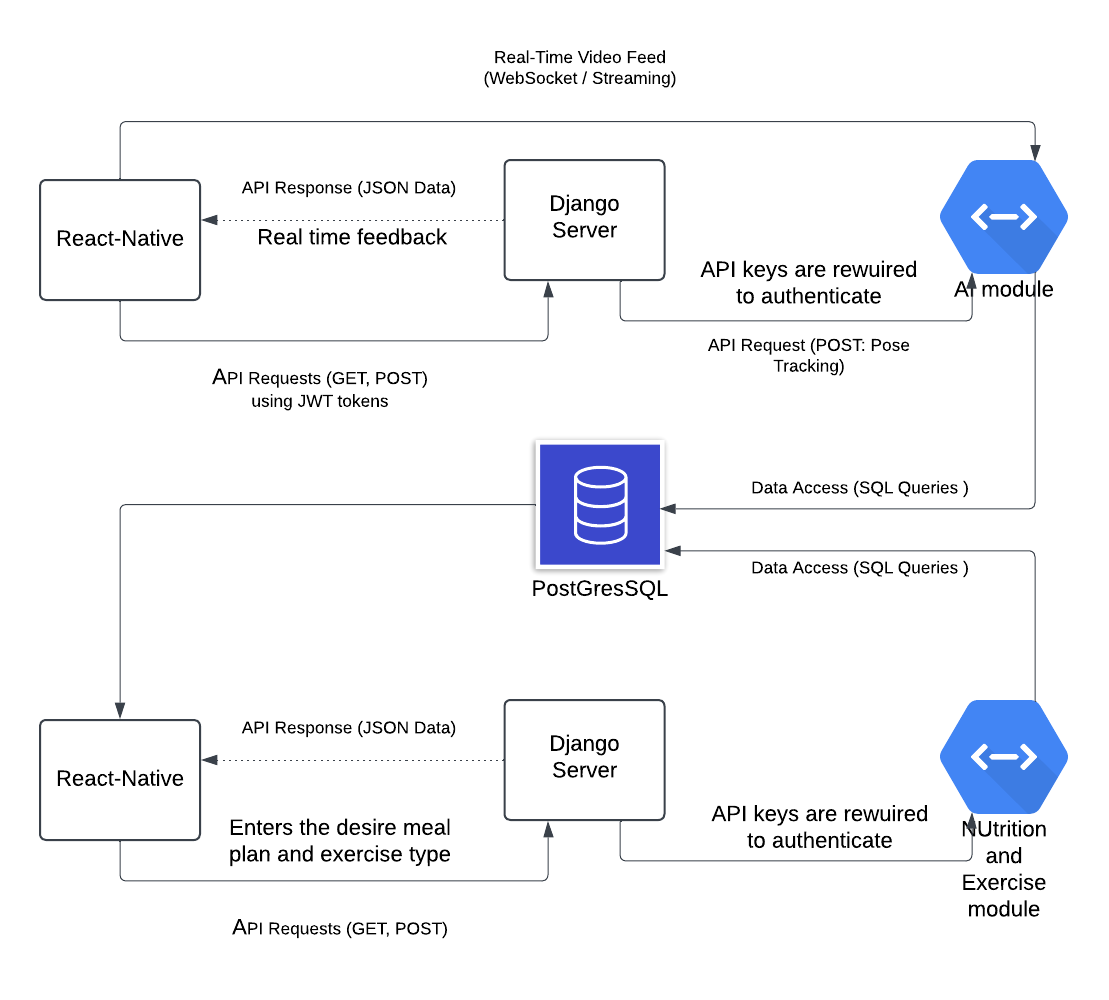 Real-Time Video Feed
(WebSocket / Streaming)
API Response (JSON Data)
Django
Server
React-Native
Real time feedback
API keys are rewuired
to authenticate
AI module
API Request (POST: Pose
Tracking)
API Requests (GET, POST)
using JWT tokens
Data Access (SQL Queries )
Data Access (SQL Queries )
PostGresSQL
API Response (JSON Data)
Django
Server
React-Native
Enters the desire meal
plan and exercise type
API keys are rewuired
to authenticate
NUtrition
and
Exercise
module
API Requests (GET, POST)